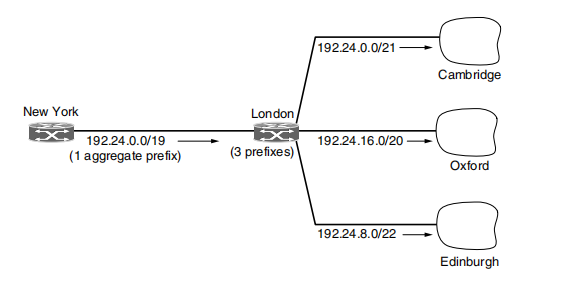 192.24.0.0/21
Cambridge
New York
London
192.24.0.0/19
(1 aggregate prefix)
(3 prefixes)
192.24.16.0/20
Oxford
192.24.8.0/22
Edinburgh